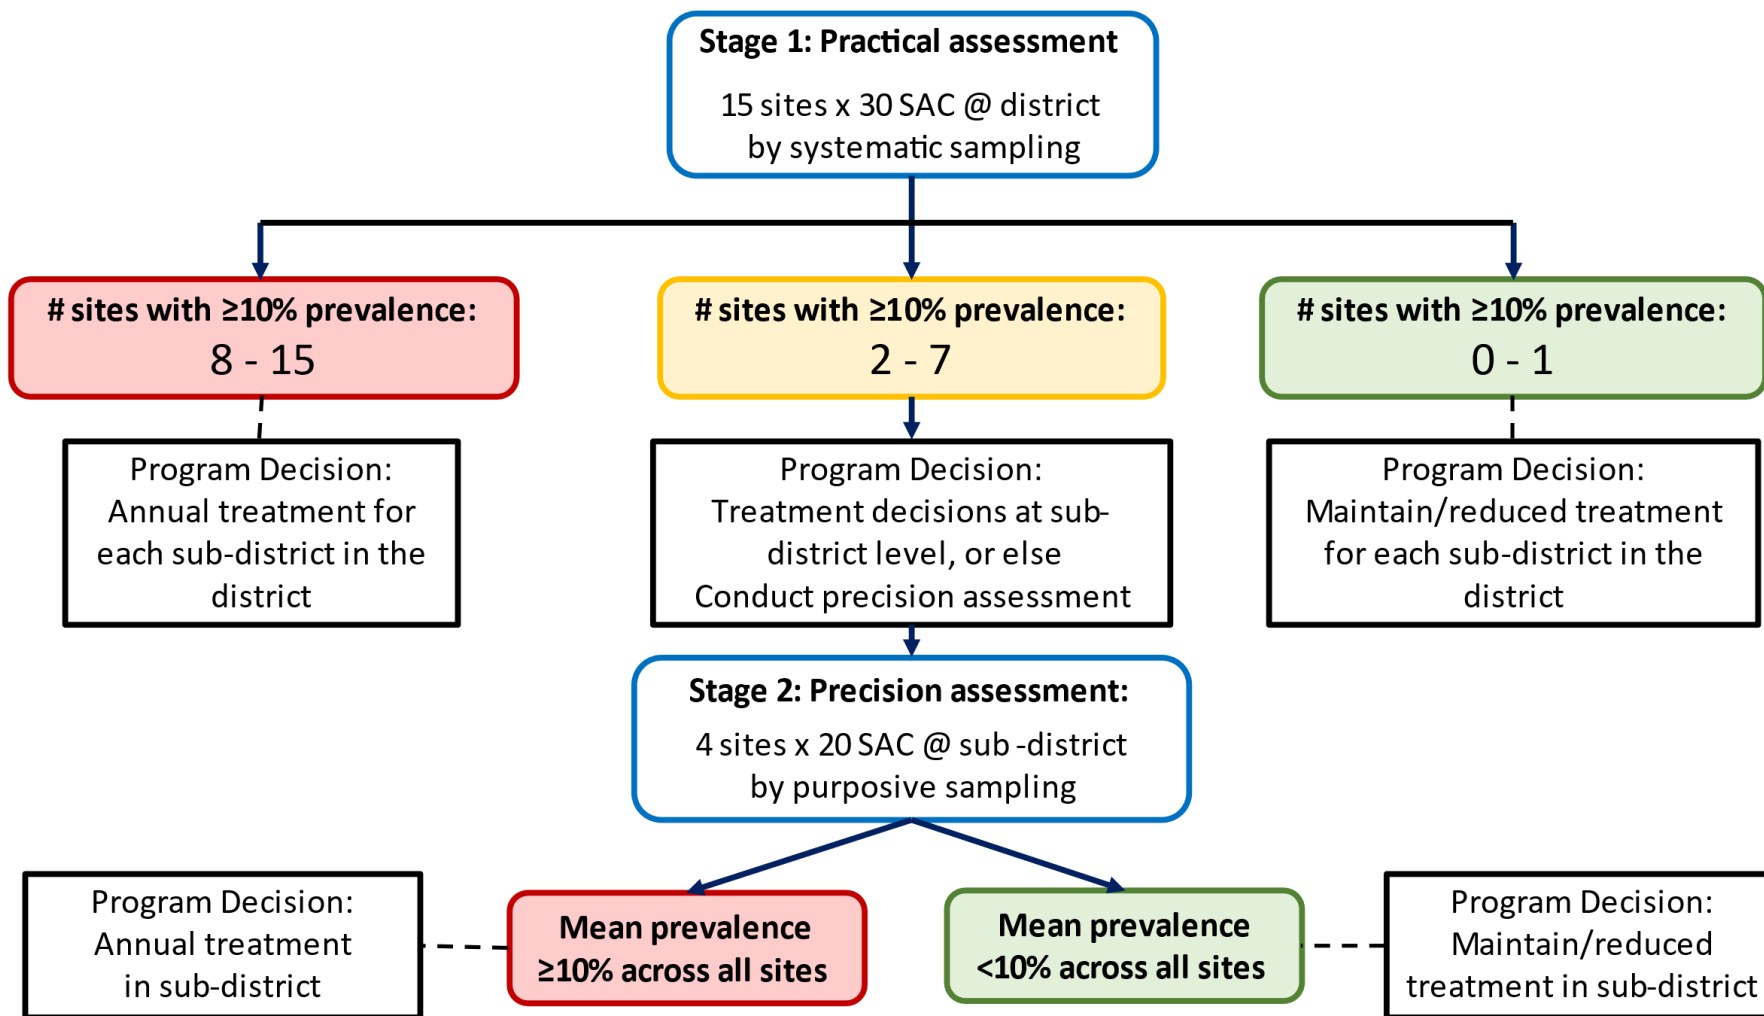 Stage 1: Practical assessment
15 sites x 30 SAC @ district
by systematic sampling
# sites with ≥10% prevalence:
8 - 15
# sites with ≥10% prevalence:
2 - 7
# sites with ≥10% prevalence:
0 - 1
Program Decision:
Annual treatment for
each sub-district in the
district
Program Decision:
Treatment decisions at sub-
district level, or else
Conduct precision assessment
Program Decision:
Maintain/reduced treatment
for each sub-district in the
district
Stage 2: Precision assessment:
4 sites x 20 SAC @ sub-district
by purposive sampling
Program Decision:
Annual treatment
in sub-district
Mean prevalence
≥10% across all sites
Mean prevalence
<10% across all sites
Program Decision:
Maintain/reduced
treatment in sub-district